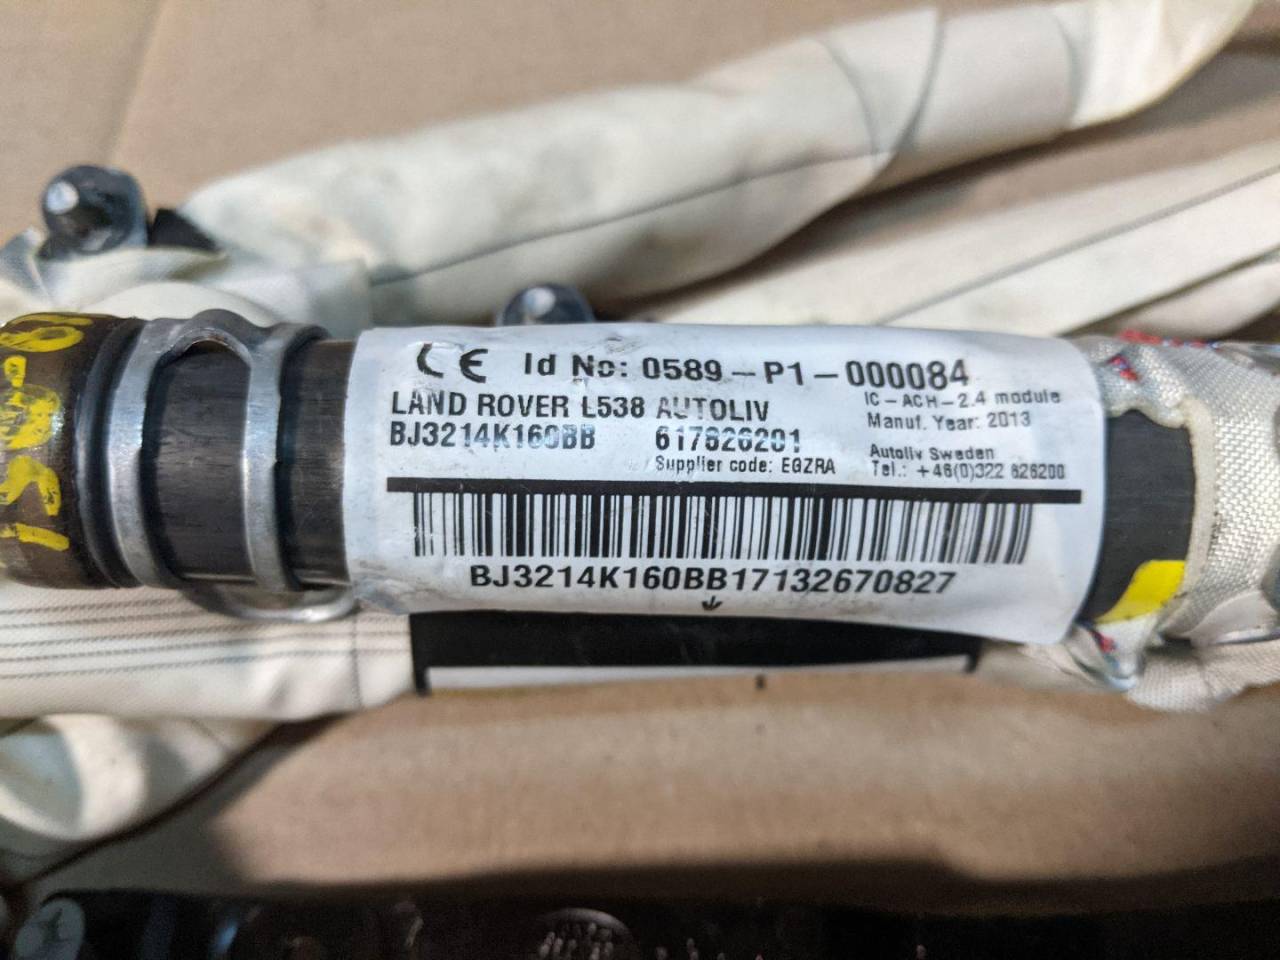 CE Id No: 0589-P1-000084
IC-ACH-2.4 module
LAND ROVER L538 AUTOLIV
Manuf. Year: 2013
BJ3214K160BB 617626201
Autoliv Sweden
Supplier code: EGZRA
Tel.: +46(0)322 626200
BJ3214K160BB17132670827